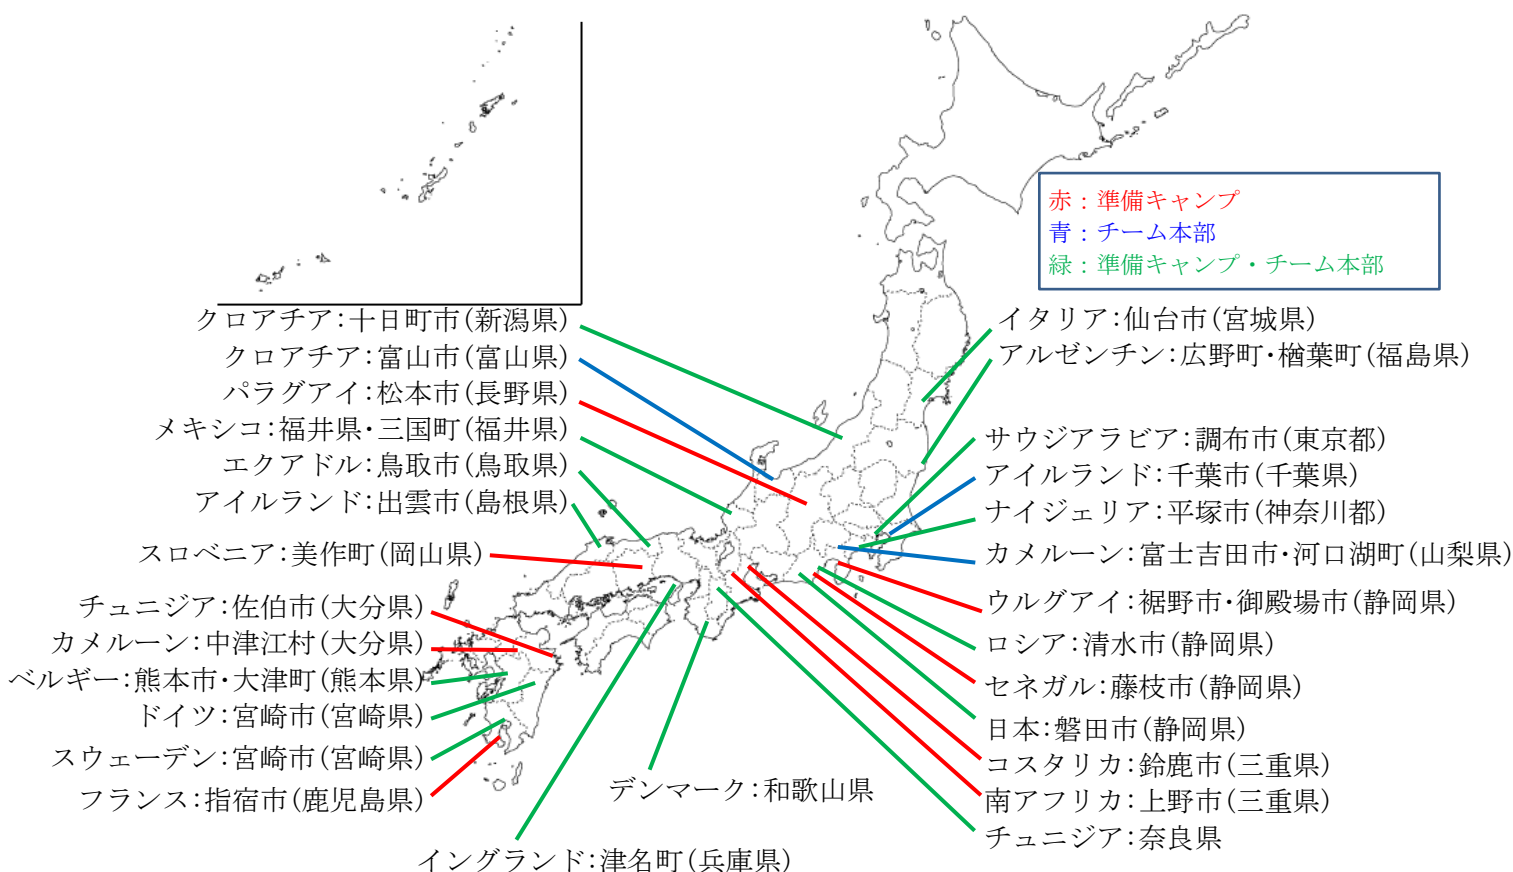 赤：準備キャンプ
青：チーム本部
緑：準備キャンプ・チーム本部
クロアチア：十日町市(新潟県)
クロアチア：富山市(富山県)
パラグアイ：松本市(長野県)
メキシコ：福井県・三国町(福井県)
エクアドル：鳥取市(鳥取県)
アイルランド：出雲市(島根県)
スロベニア：美作町(岡山県)
チュニジア：佐伯市(大分県)
カメルーン：中津江村(大分県)
ベルギー：熊本市・大津町(熊本県)
ドイツ：宮崎市(宮崎県)
スウェーデン：宮崎市(宮崎県)
フランス：指宿市(鹿児島県)
イングランド：津名町(兵庫県)
デンマーク：和歌山県
イタリア：仙台市(宮城県)
アルゼンチン：広野町・楢葉町(福島県)
サウジアラビア：調布市(東京都)
アイルランド：千葉市(千葉県)
ナイジェリア：平塚市(神奈川都)
カメルーン：富士吉田市・河口湖町(山梨県)
ウルグアイ：裾野市・御殿場市(静岡県)
ロシア：清水市(静岡県)
セネガル：藤枝市(静岡県)
日本：磐田市(静岡県)
コスタリカ：鈴鹿市(三重県)
南アフリカ：上野市(三重県)
チュニジア：奈良県